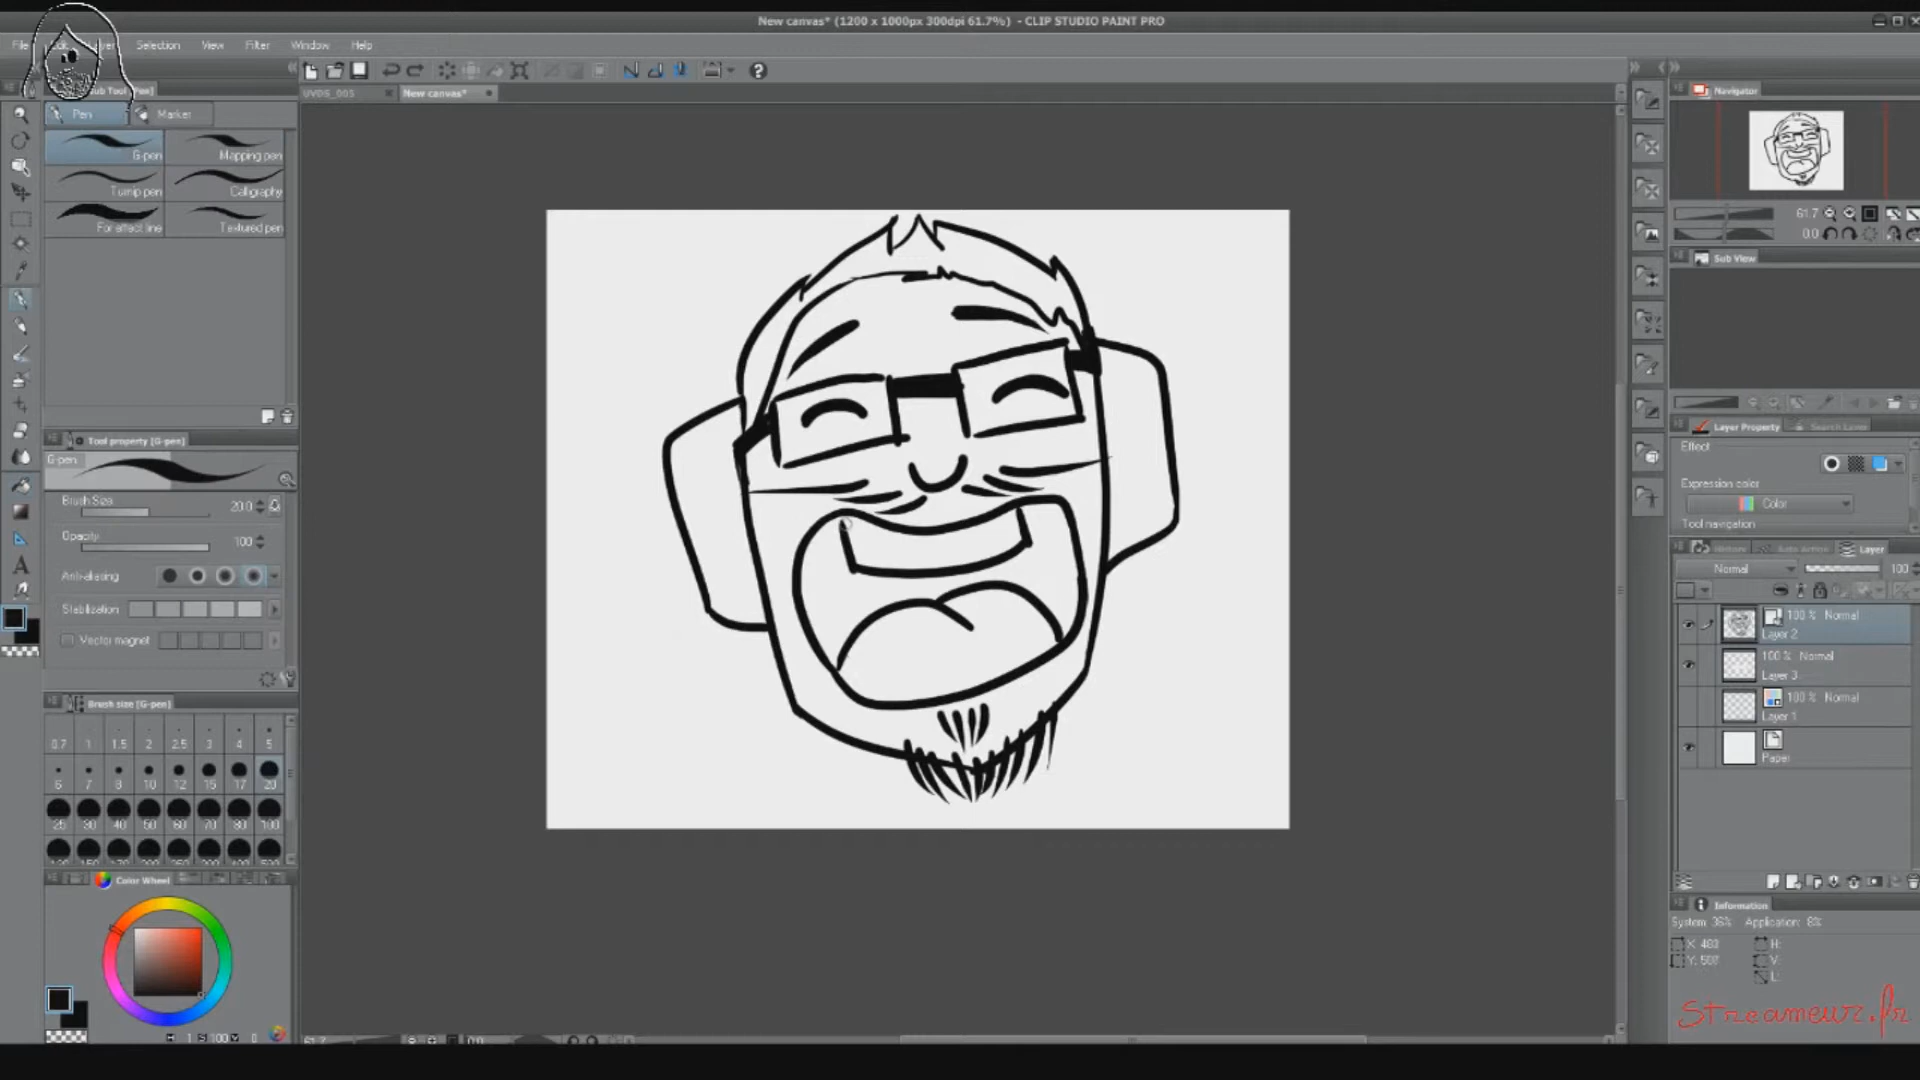 New canvas* (1200 x 1000px 300dpi 61.7%) - CLIP STUDIO PAINT PRO
File
Selection
View
Filter
Window
Help
Sub Tool [Pen]
UVDS_005
New canvas*
Pen
Marker
G-pen
Mapping pen
Turnip pen
Calligraphy
For effect line
Textured pen
Tool property [G-pen]
G-pen
Brush Size
20.0
Opacity
100
Anti-aliasing
Stabilization
Vector magnet
Brush size [G-pen]
0.7 1 1.5 2 2.5 3 4 5
6 7 8 10 12 15 17 20
25 30 40 50 60 70 80 100
Color Wheel
Navigator
61.7
0.0
Sub View
Layer Property
Search Layer
Effect
Expression color
Color
Tool navigation
History
Auto Action
Layer
Normal
100
100 % Normal
Layer 2
100 % Normal
Layer 3
100 % Normal
Layer 1
Paper
Information
System 36% Application: 8%
X: 483
H:
Y: 507
V:
L:
Streameur.fr